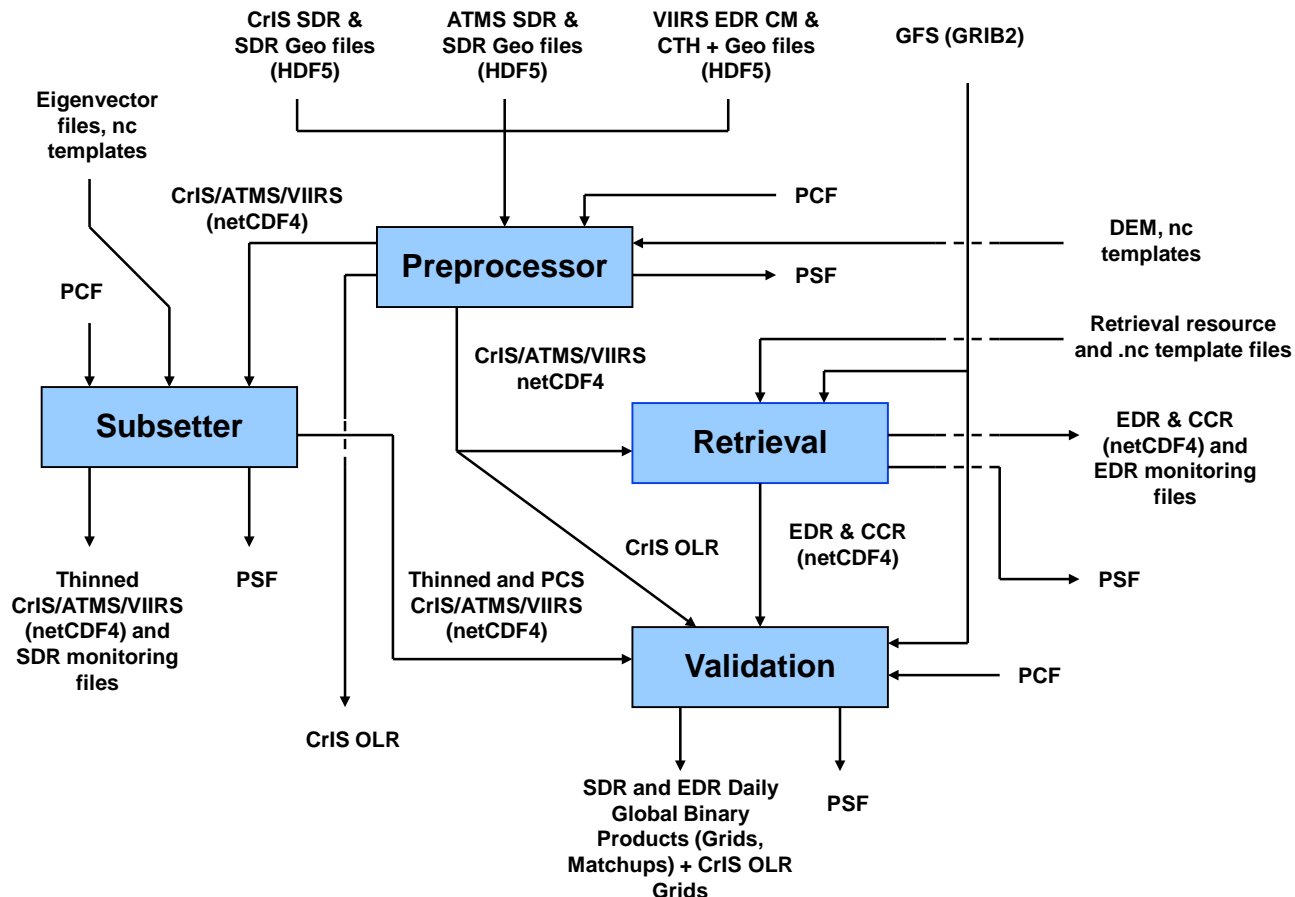 CrIS SDR &
SDR Geo files
(HDF5)
ATMS SDR &
SDR Geo files
(HDF5)
VIIRS EDR CM &
CTH + Geo files
(HDF5)
GFS (GRIB2)
Eigenvector
files, nc
templates
CrIS/ATMS/VIIRS
(netCDF4)
PCF
DEM, nc
templates
Preprocessor
PSF
PCF
Retrieval resource
and .nc template files
CrIS/ATMS/VIIRS
netCDF4
Subsetter
Retrieval
EDR & CCR
(netCDF4) and
EDR monitoring
files
CrIS OLR
EDR & CCR
(netCDF4)
Thinned
CrIS/ATMS/VIIRS
(netCDF4) and
SDR monitoring
files
PSF
Thinned and PCS
CrIS/ATMS/VIIRS
(netCDF4)
PSF
Validation
PCF
CrIS OLR
SDR and EDR Daily
Global Binary
Products (Grids,
Matchups) + CrIS OLR
Grids
PSF